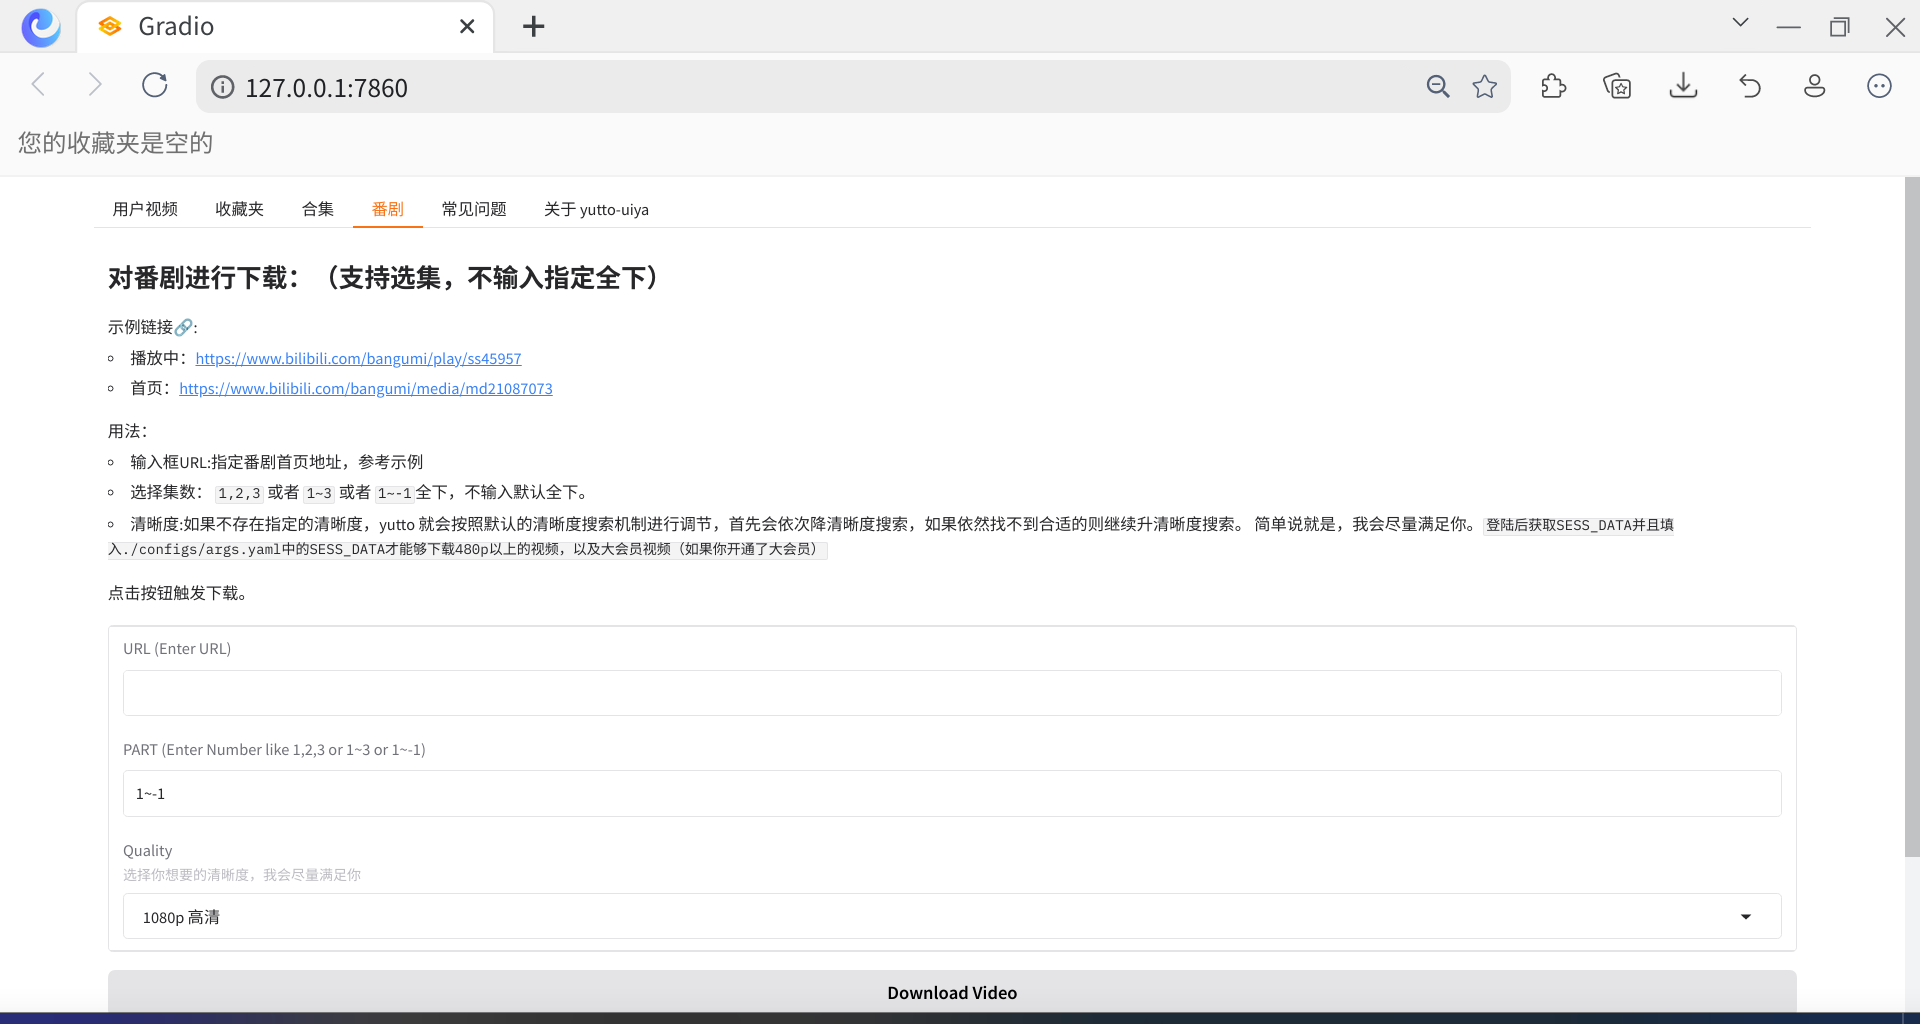 Gradio
127.0.0.1:7860
您的收藏夹是空的
用户视频 收藏夹 合集 番剧 常见问题 关于 yutto-uiya
对番剧进行下载：（支持选集，不输入指定全下）
示例链接🔗:
播放中：https://www.bilibili.com/bangumi/play/ss45957
首页：https://www.bilibili.com/bangumi/media/md21087073
用法：
输入框URL:指定番剧首页地址，参考示例
选择集数： 1,2,3 或者 1~3 或者 1~-1 全下，不输入默认全下。
清晰度:如果不存在指定的清晰度，yutto 就会按照默认的清晰度搜索机制进行调节，首先会依次降清晰度搜索，如果依然找不到合适的则继续升清晰度搜索。 简单说就是，我会尽量满足你。 登陆后获取SESS_DATA并且填
入./configs/args.yaml中的SESS_DATA才能够下载480p以上的视频，以及大会员视频（如果你开通了大会员）
点击按钮触发下载。
URL (Enter URL)
PART (Enter Number like 1,2,3 or 1~3 or 1~-1)
1~-1
Quality
选择你想要的清晰度，我会尽量满足你
1080p 高清
Download Video